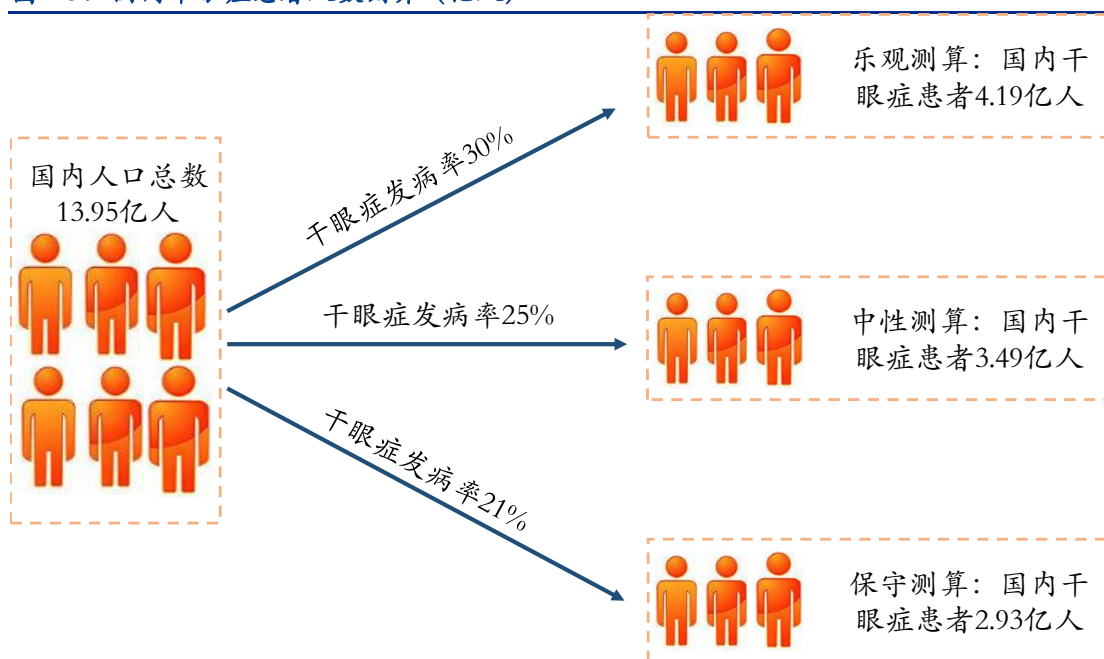 国内人口总数
13.95亿人
干眼症发病率30%
干眼症发病率25%
干眼症发病率21%
乐观测算：国内干
眼症患者4.19亿人
中性测算：国内干
眼症患者3.49亿人
保守测算：国内干
眼症患者2.93亿人